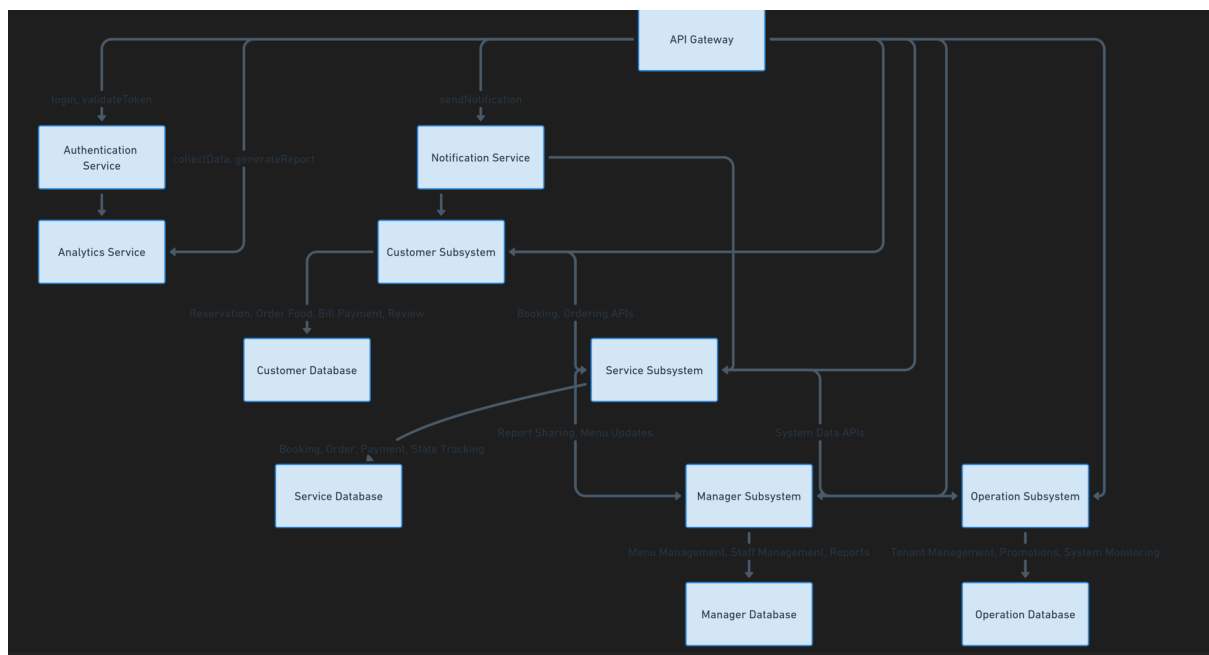 API Gateway
login, validateToken
sendNotification
Authentication
Service
collectData, generateReport
Notification Service
Analytics Service
Customer Subsystem
Reservation, Order Food, Bill Payment, Review
Booking, Ordering APIs
Customer Database
Service Subsystem
Report Sharing, Menu Updates
System Data APIs
Booking, Order, Payment, State Tracking
Service Database
Manager Subsystem
Operation Subsystem
Menu Management, Staff Management, Reports
Tenant Management, Promotions, System Monitoring
Manager Database
Operation Database